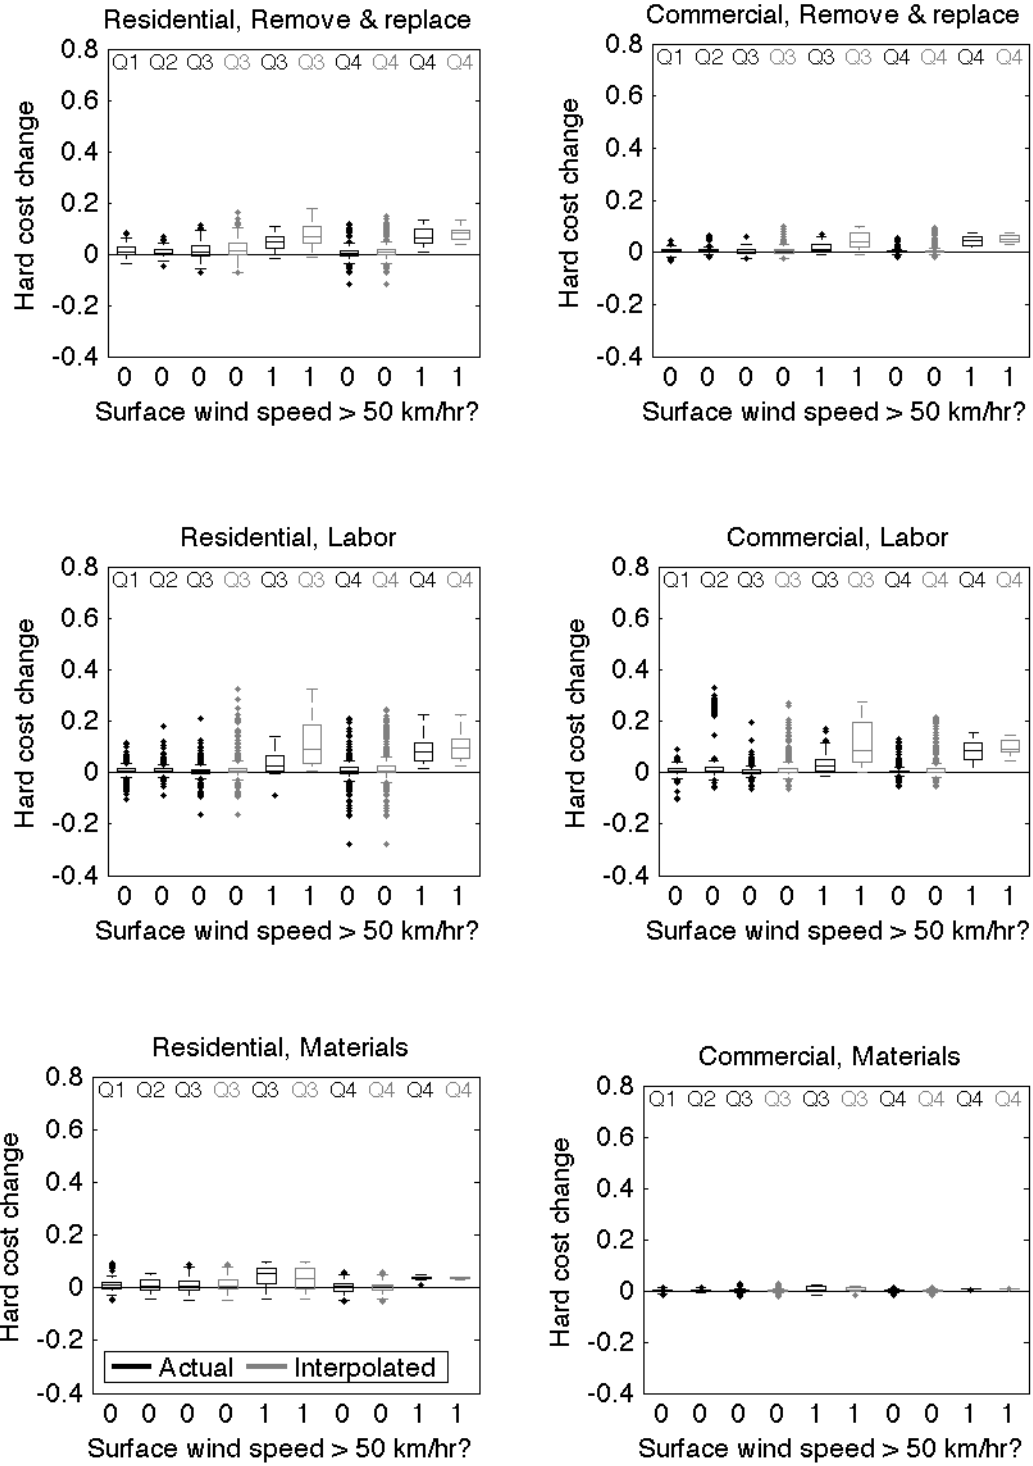 Residential, Remove & replace
Hard cost change
0.8
0.6
0.4
0.2
0
-0.2
-0.4
Q1 Q2 Q3 Q3 Q3 Q3 Q4 Q4 Q4 Q4
0 0 0 0 1 1 0 0 1 1
Surface wind speed > 50 km/hr?
Commercial, Remove & replace
Hard cost change
0.8
0.6
0.4
0.2
0
-0.2
-0.4
Q1 Q2 Q3 Q3 Q3 Q3 Q4 Q4 Q4 Q4
0 0 0 0 1 1 0 0 1 1
Surface wind speed > 50 km/hr?
Residential, Labor
Hard cost change
0.8
0.6
0.4
0.2
0
-0.2
-0.4
Q1 Q2 Q3 Q3 Q3 Q3 Q4 Q4 Q4 Q4
0 0 0 0 1 1 0 0 1 1
Surface wind speed > 50 km/hr?
Commercial, Labor
Hard cost change
0.8
0.6
0.4
0.2
0
-0.2
-0.4
Q1 Q2 Q3 Q3 Q3 Q3 Q4 Q4 Q4 Q4
0 0 0 0 1 1 0 0 1 1
Surface wind speed > 50 km/hr?
Residential, Materials
Hard cost change
0.8
0.6
0.4
0.2
0
-0.2
-0.4
Q1 Q2 Q3 Q3 Q3 Q3 Q4 Q4 Q4 Q4
Actual Interpolated
0 0 0 0 1 1 0 0 1 1
Surface wind speed > 50 km/hr?
Commercial, Materials
Hard cost change
0.8
0.6
0.4
0.2
0
-0.2
-0.4
Q1 Q2 Q3 Q3 Q3 Q3 Q4 Q4 Q4 Q4
0 0 0 0 1 1 0 0 1 1
Surface wind speed > 50 km/hr?